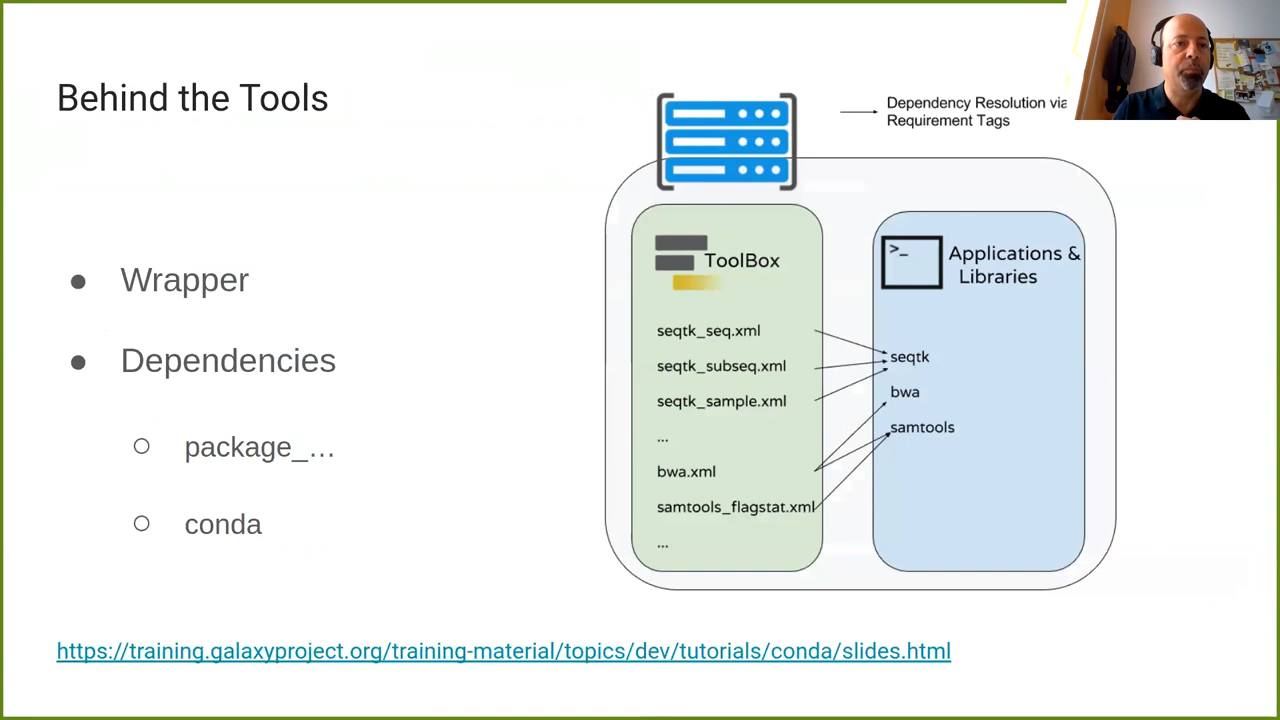 Behind the Tools
● Wrapper
● Dependencies
○ package_…
○ conda
Dependency Resolution via
Requirement Tags
ToolBox
seqtk_seq.xml
seqtk_subseq.xml
seqtk_sample.xml
...
bwa.xml
samtools_flagstat.xml
...
>_
Applications &
Libraries
seqtk
bwa
samtools
https://training.galaxyproject.org/training-material/topics/dev/tutorials/conda/slides.html